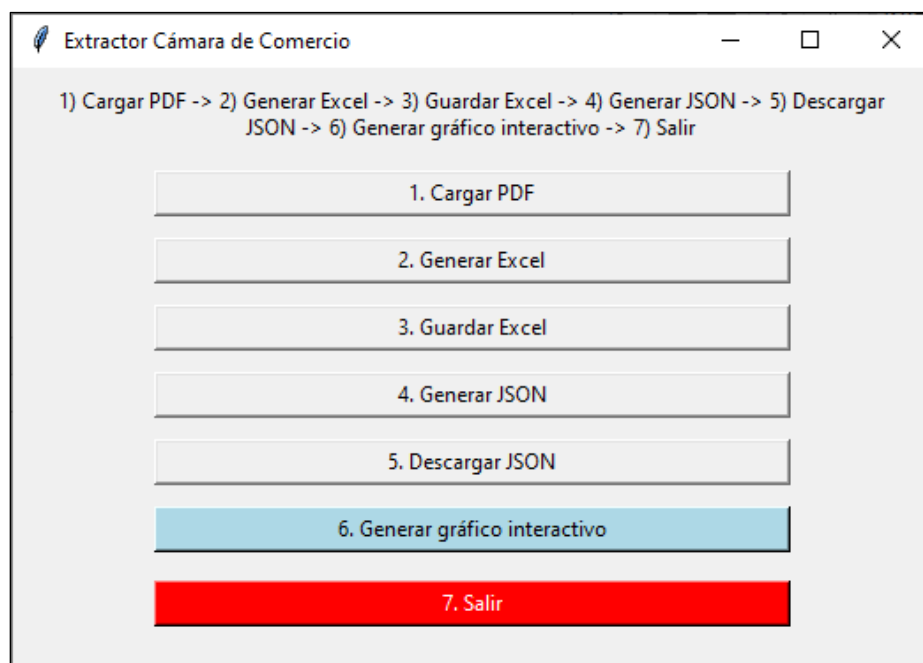 Extractor Cámara de Comercio
1) Cargar PDF -> 2) Generar Excel -> 3) Guardar Excel -> 4) Generar JSON -> 5) Descargar
JSON -> 6) Generar gráfico interactivo -> 7) Salir
1. Cargar PDF
2. Generar Excel
3. Guardar Excel
4. Generar JSON
5. Descargar JSON
6. Generar gráfico interactivo
7. Salir